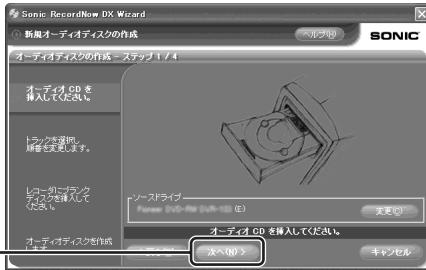 Sonic RecordNow DX Wizard
新規オーディオディスクの作成
ヘルプ(H)
SONIC
オーディオディスクの作成 - ステップ 1 / 4
オーディオ CD を
挿入してください。
トラックを選択し
順番を変更します。
レコーダにブランク
ディスクを挿入して
ください。
オーディオディスクを作成
します
ソースドライブ
(E)
変更(C)
オーディオ CD を挿入してください。
次へ(N) >
キャンセル